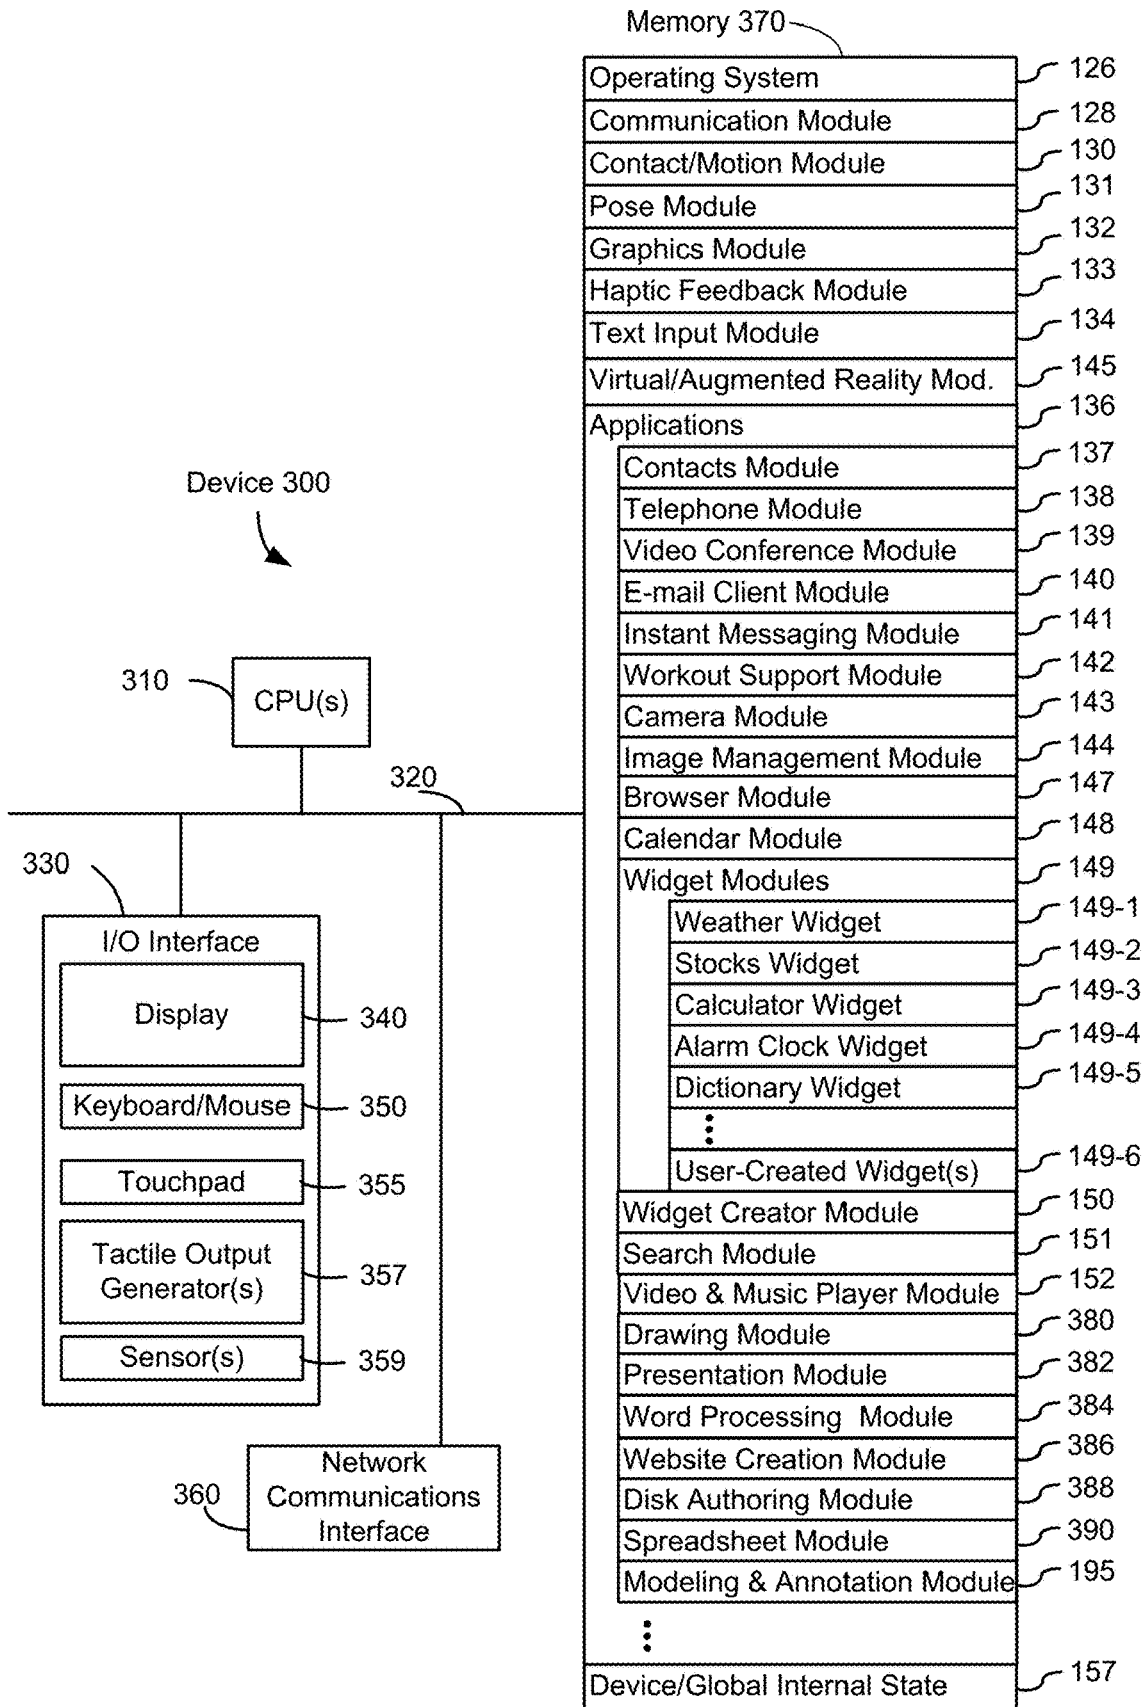 Memory 370
Operating System 126
Communication Module 128
Contact/Motion Module 130
Pose Module 131
Graphics Module 132
Haptic Feedback Module 133
Text Input Module 134
Virtual/Augmented Reality Mod. 145
Applications 136
Contacts Module 137
Telephone Module 138
Video Conference Module 139
E-mail Client Module 140
Instant Messaging Module 141
Workout Support Module 142
Camera Module 143
Image Management Module 144
Browser Module 147
Calendar Module 148
Widget Modules 149
Weather Widget 149-1
Stocks Widget 149-2
Calculator Widget 149-3
Alarm Clock Widget 149-4
Dictionary Widget 149-5
User-Created Widget(s) 149-6
Widget Creator Module 150
Search Module 151
Video & Music Player Module 152
Drawing Module 380
Presentation Module 382
Word Processing Module 384
Website Creation Module 386
Disk Authoring Module 388
Spreadsheet Module 390
Modeling & Annotation Module 195
Device/Global Internal State 157
Device 300
310
CPU(s)
320
330
I/O Interface
Display 340
Keyboard/Mouse 350
Touchpad 355
Tactile Output
Generator(s) 357
Sensor(s) 359
360
Network
Communications
Interface